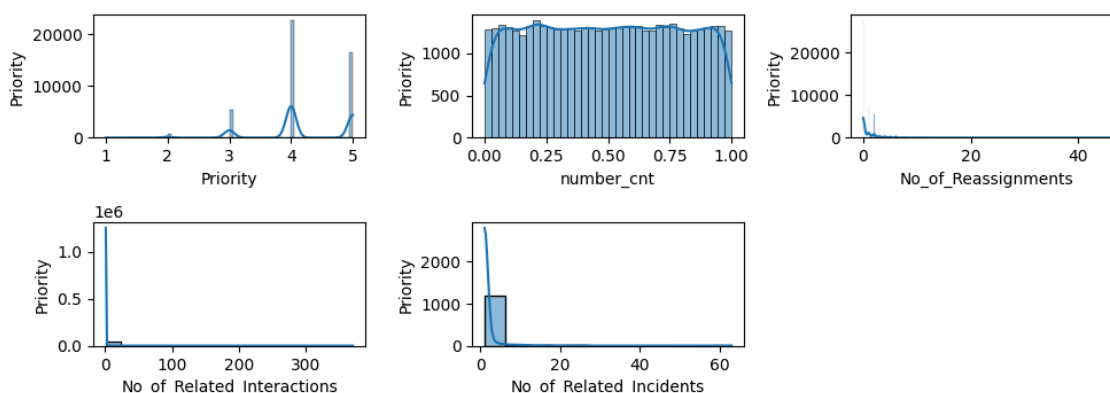 Priority
20000
10000
0
1 2 3 4 5
Priority
Priority
1000
500
0
0.00 0.25 0.50 0.75 1.00
number_cnt
Priority
20000
10000
0
0 20 40
No_of_Reassignments
1e6
Priority
1.0
0.5
0.0
0 100 200 300
No of Related Interactions
Priority
2000
1000
0
0 20 40 60
No of Related Incidents